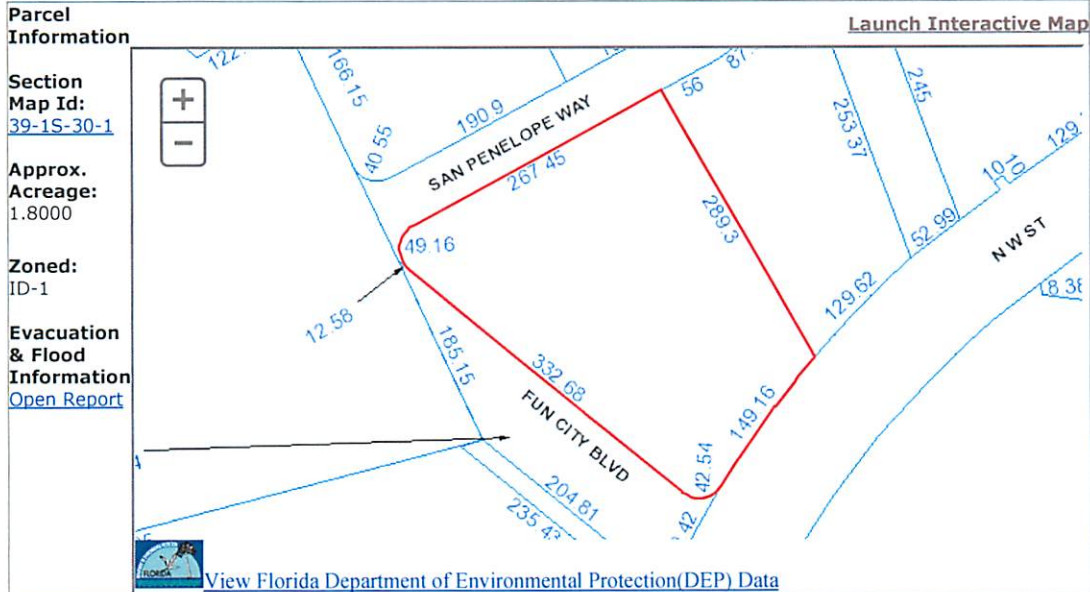 Parcel
Information
Launch Interactive Map
Section
Map Id:
39-1S-30-1
Approx.
Acreage:
1.8000
Zoned:
ID-1
Evacuation
& Flood
Information
Open Report
+
−
166.15
40.55
190.9
SAN PENELOPE WAY
267.45
56
49.16
12.58
185.15
332.68
FUN CITY BLVD
289.3
253.37
245
10
10
52.99
N W ST
129.62
149.16
42.54
204.81
FLORIDA
View Florida Department of Environmental Protection(DEP) Data